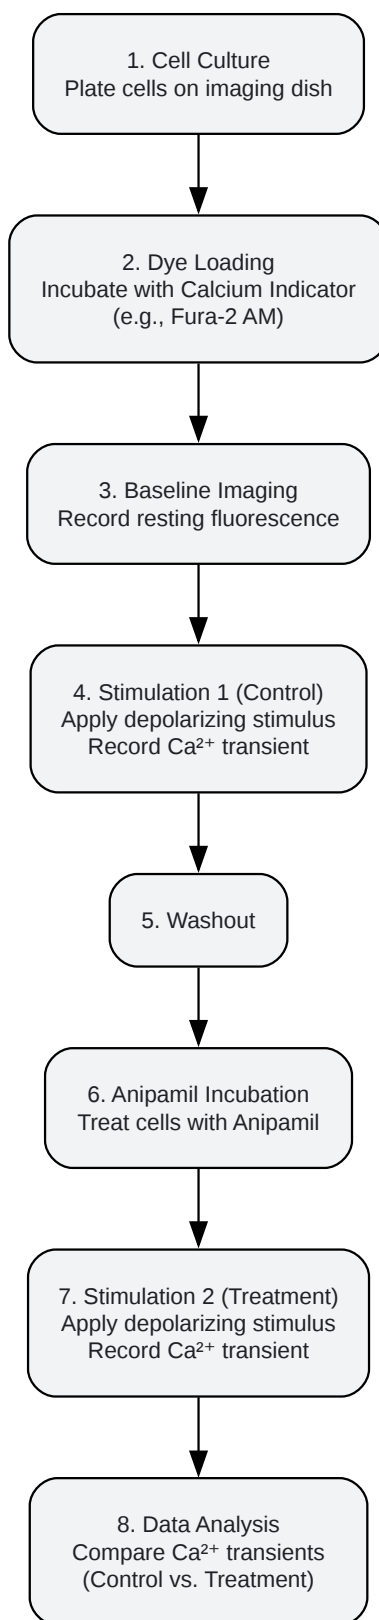 1. Cell Culture
Plate cells on imaging dish
2. Dye Loading
Incubate with Calcium Indicator
(e.g., Fura-2 AM)
3. Baseline Imaging
Record resting fluorescence
4. Stimulation 1 (Control)
Apply depolarizing stimulus
Record Ca²⁺ transient
5. Washout
6. Anipamil Incubation
Treat cells with Anipamil
7. Stimulation 2 (Treatment)
Apply depolarizing stimulus
Record Ca²⁺ transient
8. Data Analysis
Compare Ca²⁺ transients
(Control vs. Treatment)